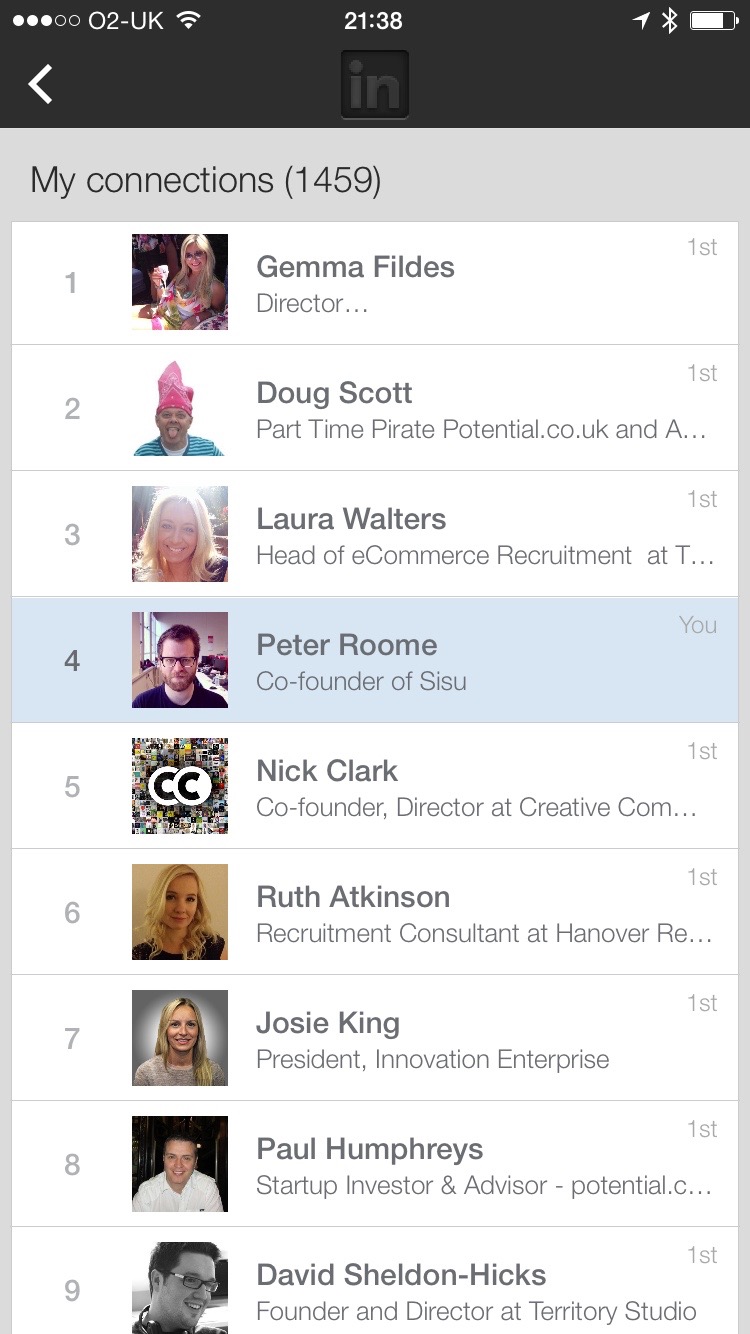 O2-UK 21:38
in
My connections (1459)
1st
1 Gemma Fildes
Director…
1st
2 Doug Scott
Part Time Pirate Potential.co.uk and A…
1st
3 Laura Walters
Head of eCommerce Recruitment at T…
You
4 Peter Roome
Co-founder of Sisu
1st
5 CC Nick Clark
Co-founder, Director at Creative Com…
1st
6 Ruth Atkinson
Recruitment Consultant at Hanover Re…
1st
7 Josie King
President, Innovation Enterprise
1st
8 Paul Humphreys
Startup Investor & Advisor - potential.c…
1st
9 David Sheldon-Hicks
Founder and Director at Territory Studio